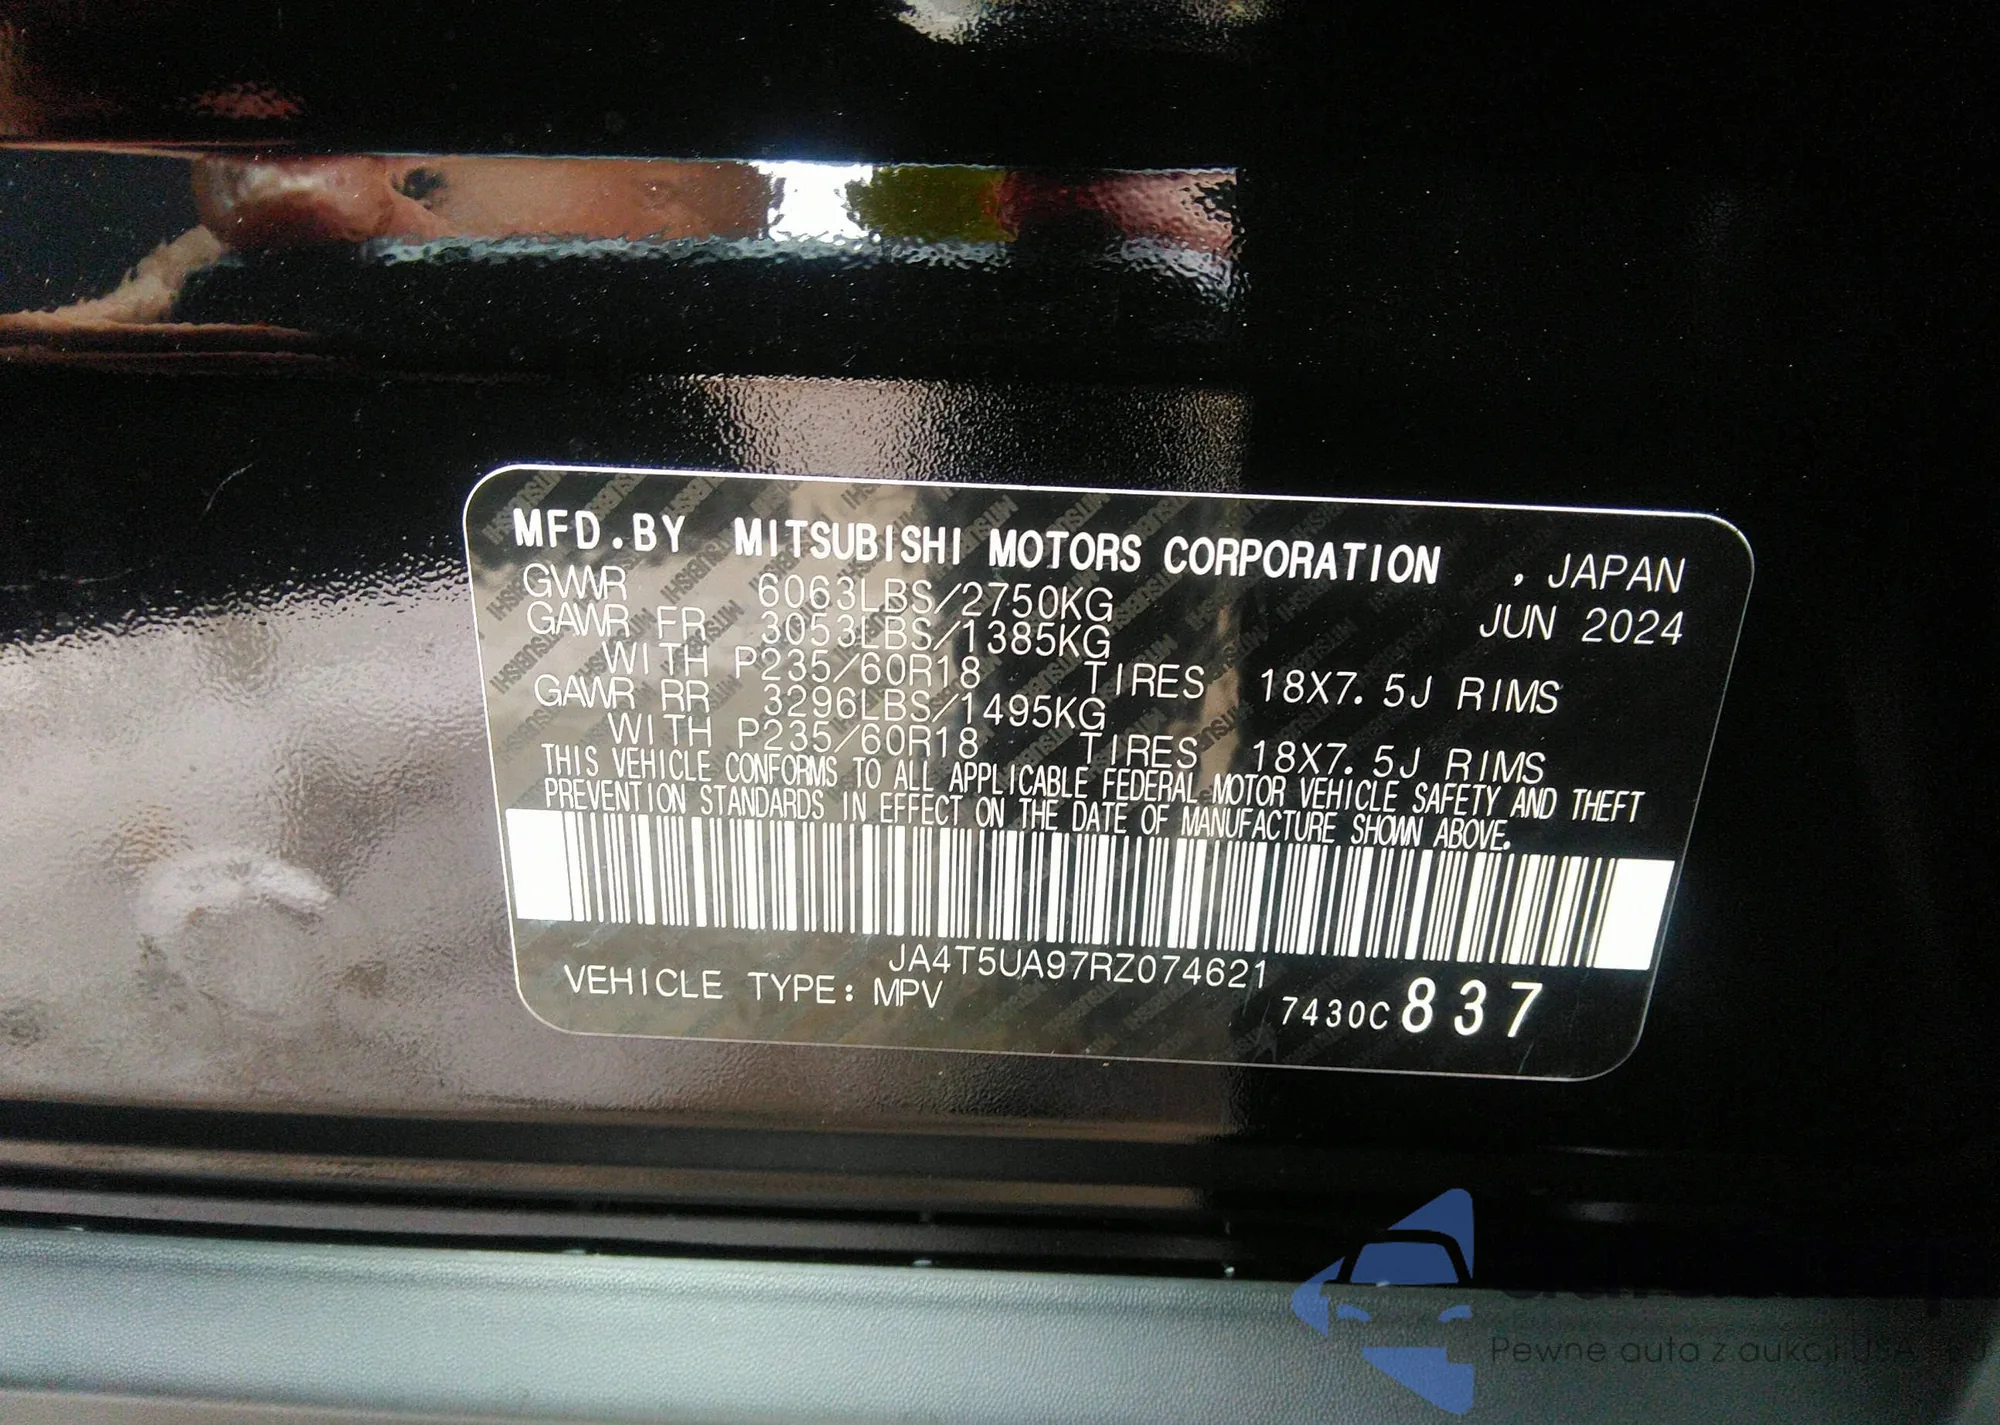 MFD.BY MITSUBISHI MOTORS CORPORATION , JAPAN
GVWR 6063LBS/2750KG JUN 2024
GAWR FR 3053LBS/1385KG
WITH P235/60R18 TIRES 18X7.5J RIMS
GAWR RR 3296LBS/1495KG
WITH P235/60R18 TIRES 18X7.5J RIMS
THIS VEHICLE CONFORMS TO ALL APPLICABLE FEDERAL MOTOR VEHICLE SAFETY AND THEFT
PREVENTION STANDARDS IN EFFECT ON THE DATE OF MANUFACTURE SHOWN ABOVE.
JA4T5UA97RZ074621
VEHICLE TYPE: MPV 7430C 837
Pewne auta z aukcji USA